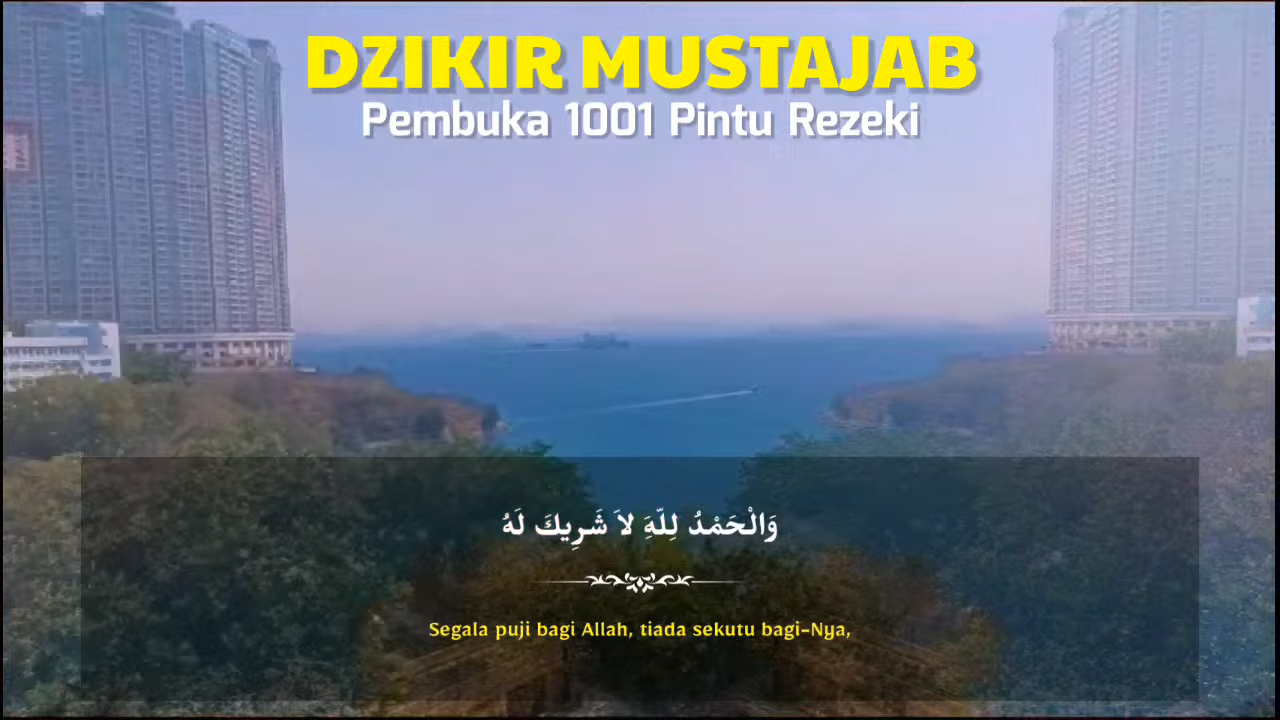 DZIKIR MUSTAJAB
Pembuka 1001 Pintu Rezeki
وَالْحَمْدُ لِلّهَِ لاَ شَرِيكَ لَهُ
Segala puji bagi Allah, tiada sekutu bagi-Nya,